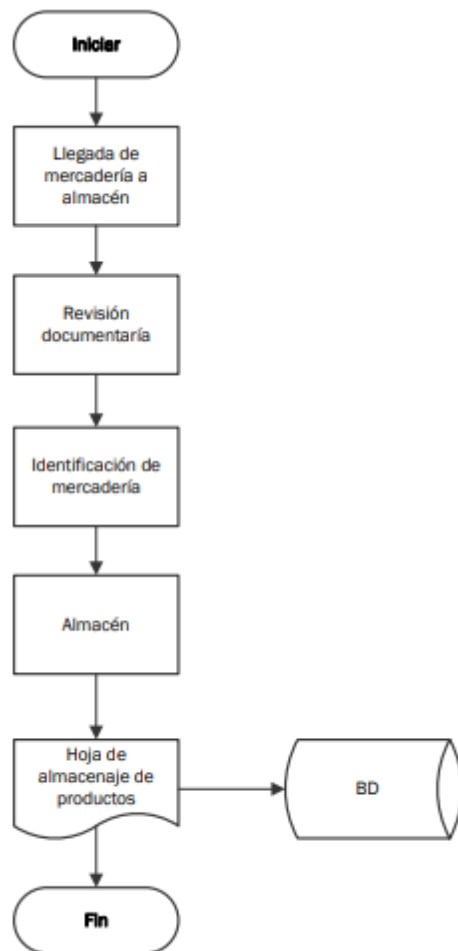 Iniciar
Llegada de
mercadería a
almacén
Revisión
documentaría
Identificación de
mercadería
Almacén
Hoja de
almacenaje de
productos
BD
Fin